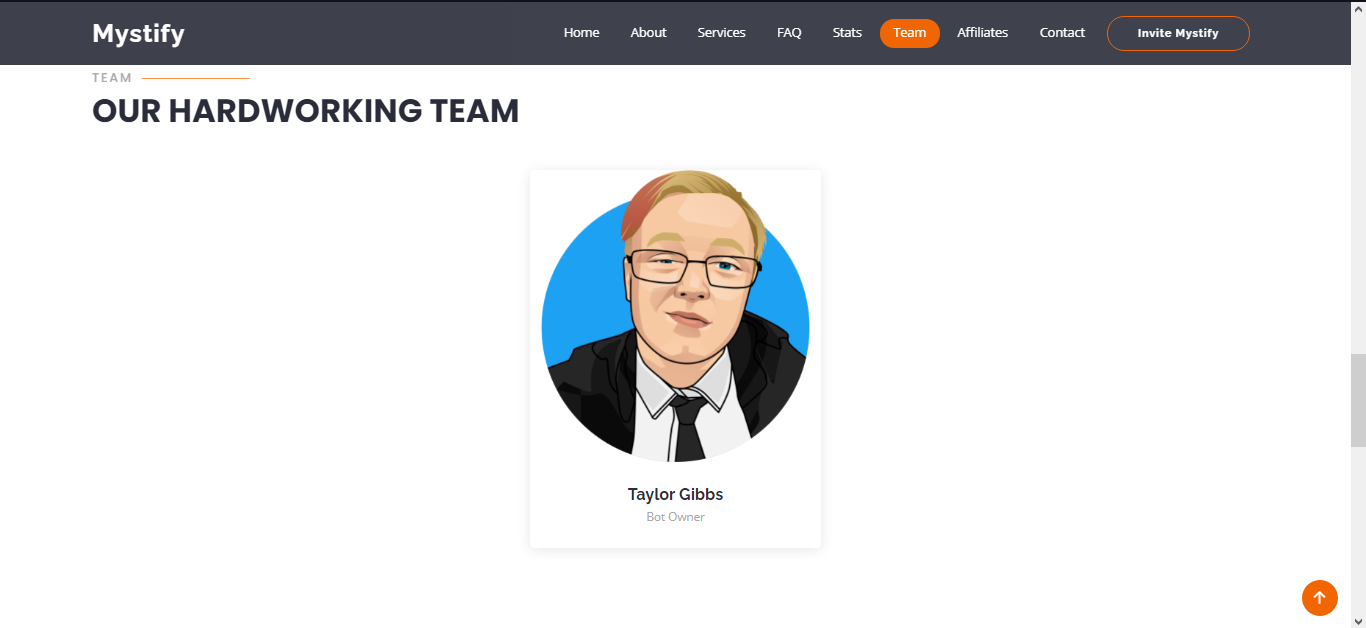 Mystify
Home About Services FAQ Stats Team Affiliates Contact Invite Mystify
TEAM
OUR HARDWORKING TEAM
Taylor Gibbs
Bot Owner